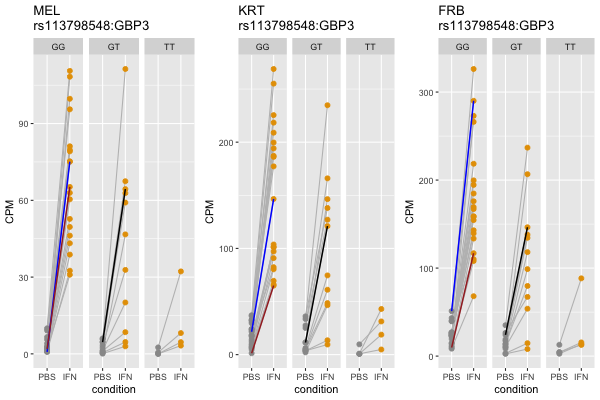 MEL
rs113798548:GBP3
GG GT TT
CPM
90
60
30
0
PBS IFN PBS IFN PBS IFN
condition
KRT
rs113798548:GBP3
GG GT TT
CPM
200
100
0
PBS IFN PBS IFN PBS IFN
condition
FRB
rs113798548:GBP3
GG GT TT
CPM
300
200
100
0
PBS IFN PBS IFN PBS IFN
condition